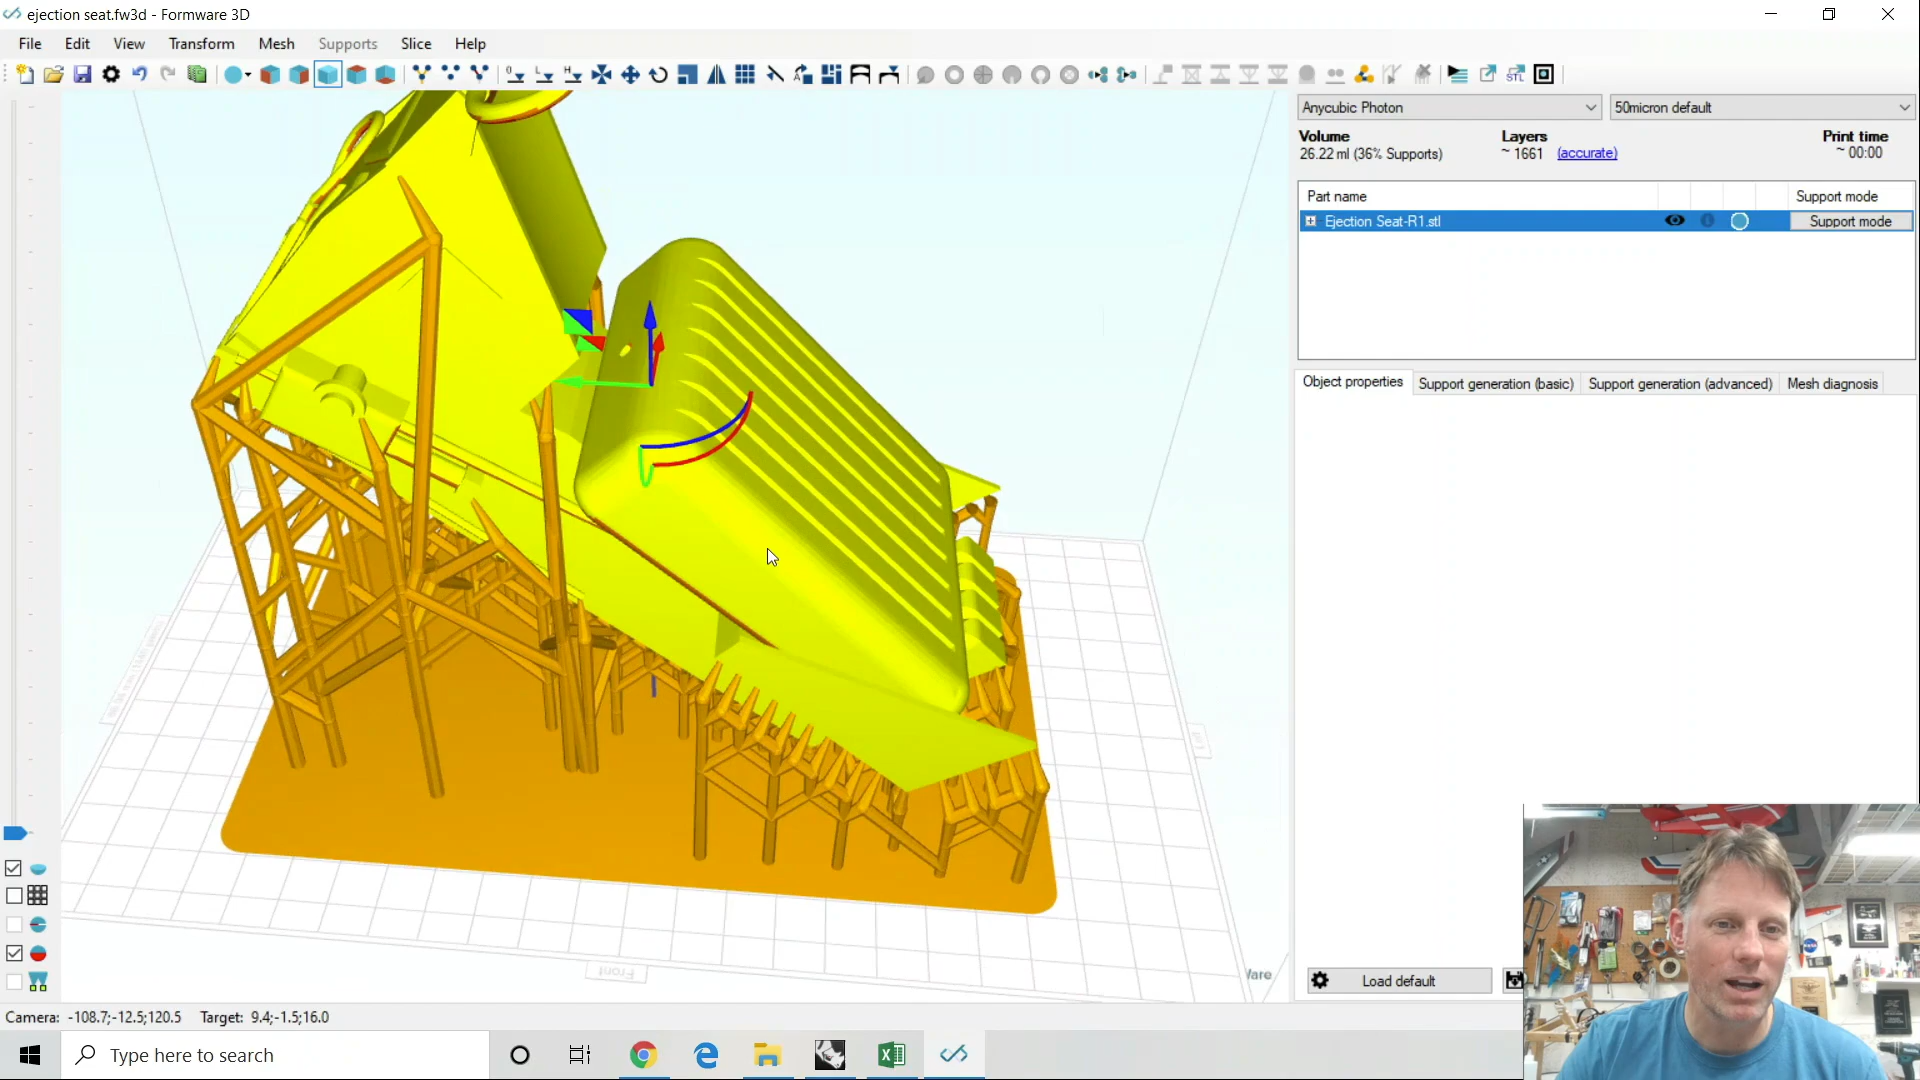 ejection seat.fw3d - Formware 3D
File Edit View Transform Mesh Supports Slice Help
Anycubic Photon
50micron default
Volume
Layers
Print time
26.22 ml (36% Supports)
~ 1661 (accurate)
~ 00:00
Part name
Support mode
Ejection Seat-R1.stl
Support mode
Object properties
Support generation (basic)
Support generation (advanced)
Mesh diagnosis
Front
Load default
Camera: -108.7;-12.5;120.5 Target: 9.4;-1.5;16.0
Type here to search